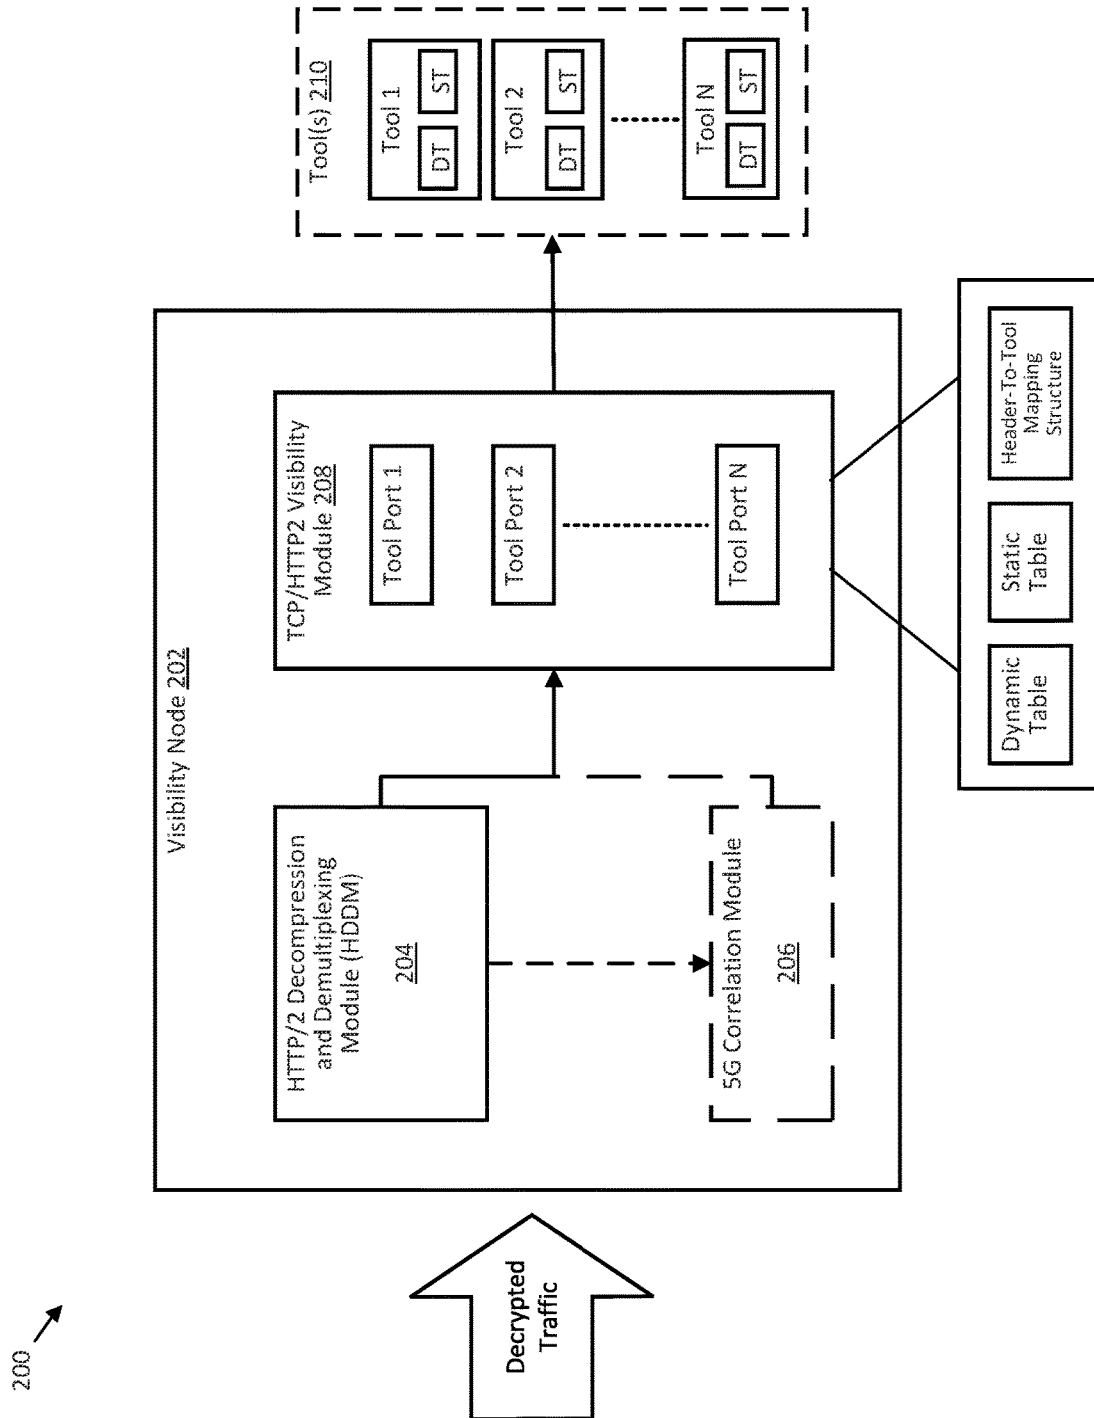 200
Decrypted
Traffic
Visibility Node 202
HTTP/2 Decompression
and Demultiplexing
Module (HDDM)
204
5G Correlation Module
206
TCP/HTTP2 Visibility
Module 208
Tool Port 1
Tool Port 2
Tool Port N
Dynamic
Table
Static
Table
Header-To-Tool
Mapping
Structure
Tool(s) 210
Tool 1
DT
ST
Tool 2
DT
ST
Tool N
DT
ST